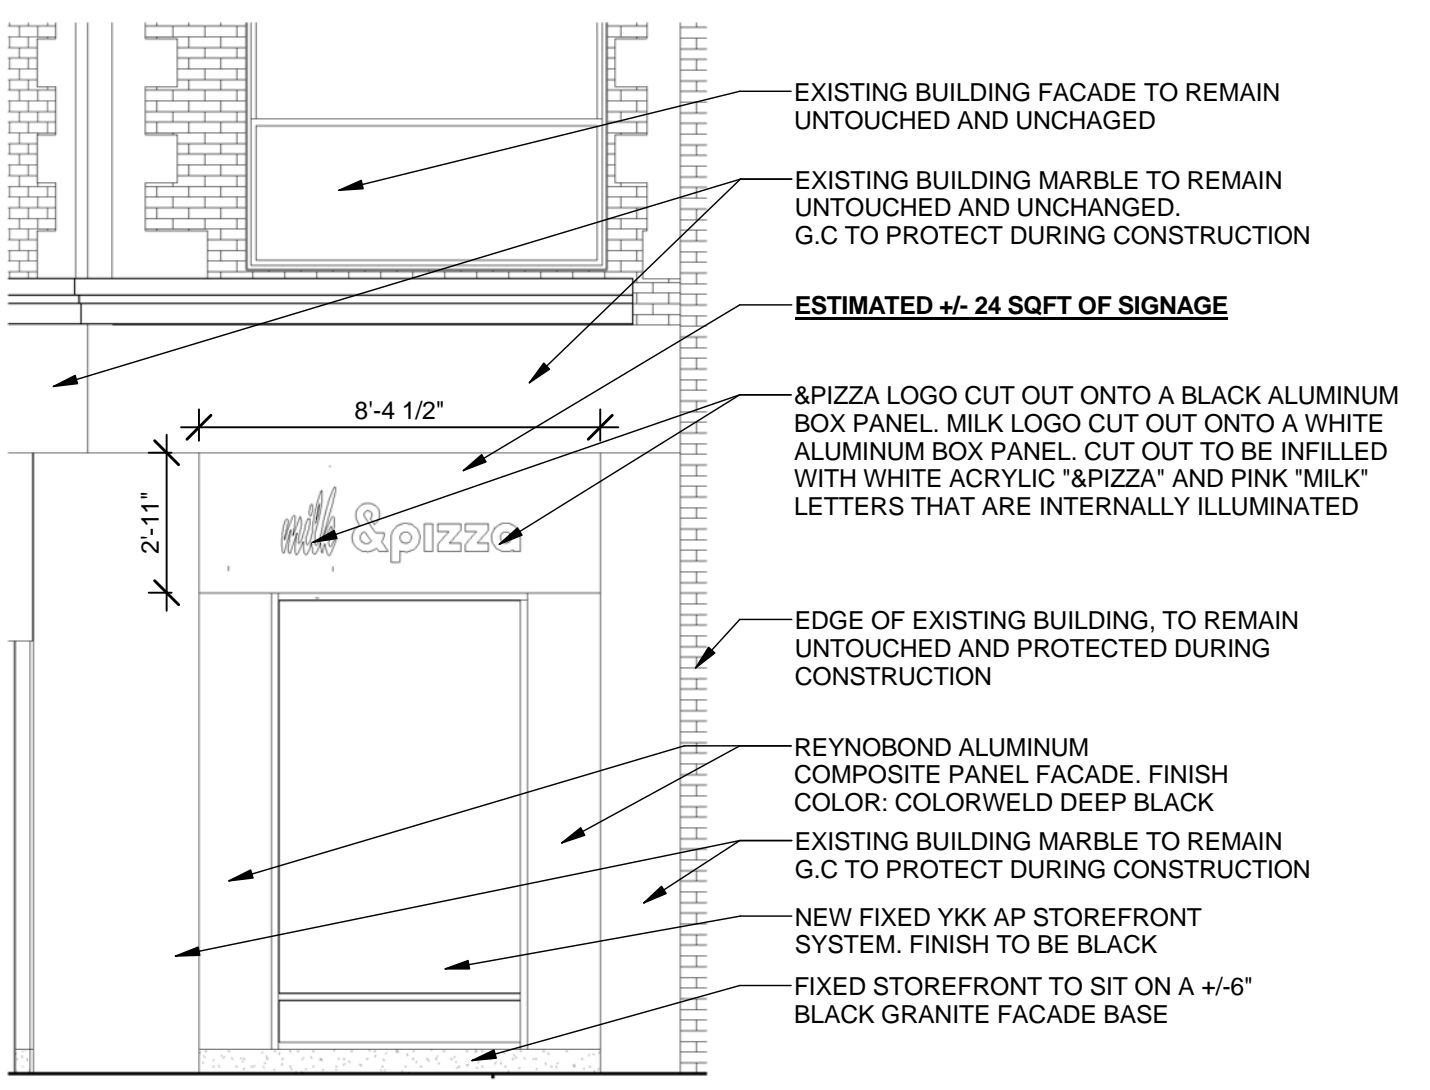 EXISTING BUILDING FACADE TO REMAIN
UNTOUCHED AND UNCHAGED
EXISTING BUILDING MARBLE TO REMAIN
UNTOUCHED AND UNCHANGED.
G.C TO PROTECT DURING CONSTRUCTION
ESTIMATED +/- 24 SQFT OF SIGNAGE
&PIZZA LOGO CUT OUT ONTO A BLACK ALUMINUM
BOX PANEL. MILK LOGO CUT OUT ONTO A WHITE
ALUMINUM BOX PANEL. CUT OUT TO BE INFILLED
WITH WHITE ACRYLIC "&PIZZA" AND PINK "MILK"
LETTERS THAT ARE INTERNALLY ILLUMINATED
8'-4 1/2"
2'-11"
milk &pizza
EDGE OF EXISTING BUILDING, TO REMAIN
UNTOUCHED AND PROTECTED DURING
CONSTRUCTION
REYNOBOND ALUMINUM
COMPOSITE PANEL FACADE. FINISH
COLOR: COLORWELD DEEP BLACK
EXISTING BUILDING MARBLE TO REMAIN
G.C TO PROTECT DURING CONSTRUCTION
NEW FIXED YKK AP STOREFRONT
SYSTEM. FINISH TO BE BLACK
FIXED STOREFRONT TO SIT ON A +/-6"
BLACK GRANITE FACADE BASE